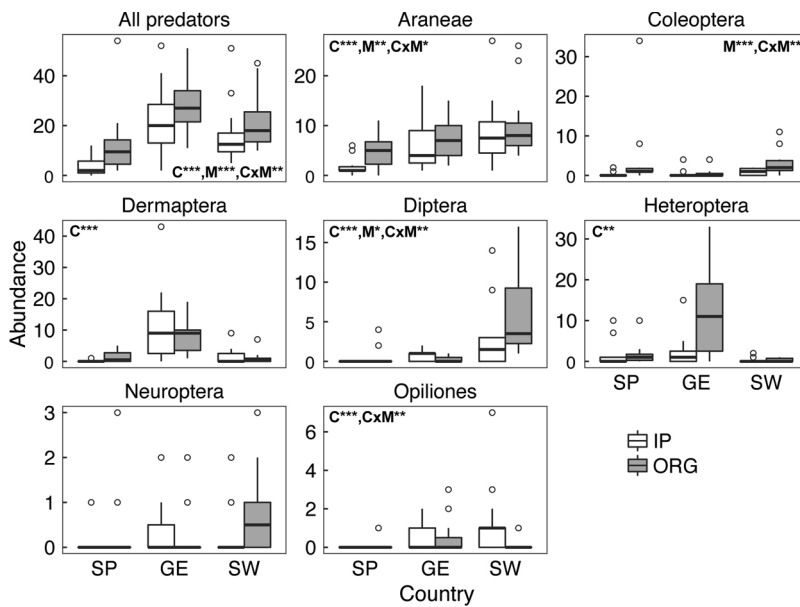 All predators
Araneae
Coleoptera
40
20
0
C***,M***,CxM**
20
10
0
C***,M**,CxM*
30
20
10
0
M***,CxM**
Dermaptera
Diptera
Heteroptera
Abundance
40
30
20
10
0
C***
15
10
5
0
C***,M*,CxM**
30
20
10
0
C**
SP GE SW
Neuroptera
Opiliones
3
2
1
0
SP GE SW
6
4
2
0
C***,CxM**
SP GE SW
IP
ORG
Country